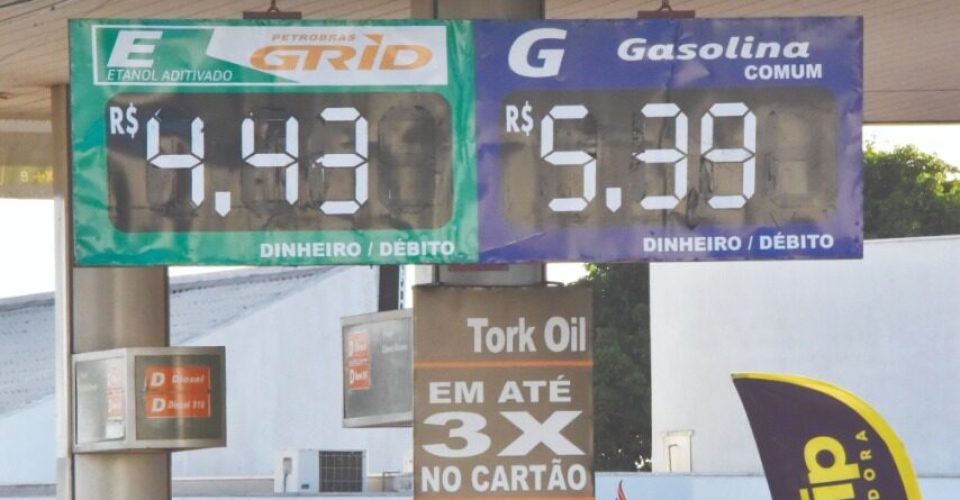 E
ETANOL ADITIVADO
PETROBRAS
GRID
R$ 4,43
DINHEIRO / DÉBITO
G
Gasolina
COMUM
R$ 5,39
DINHEIRO / DÉBITO
Tork Oil
EM ATÉ
3X
NO CARTÃO
D Diesel
D Diesel S10